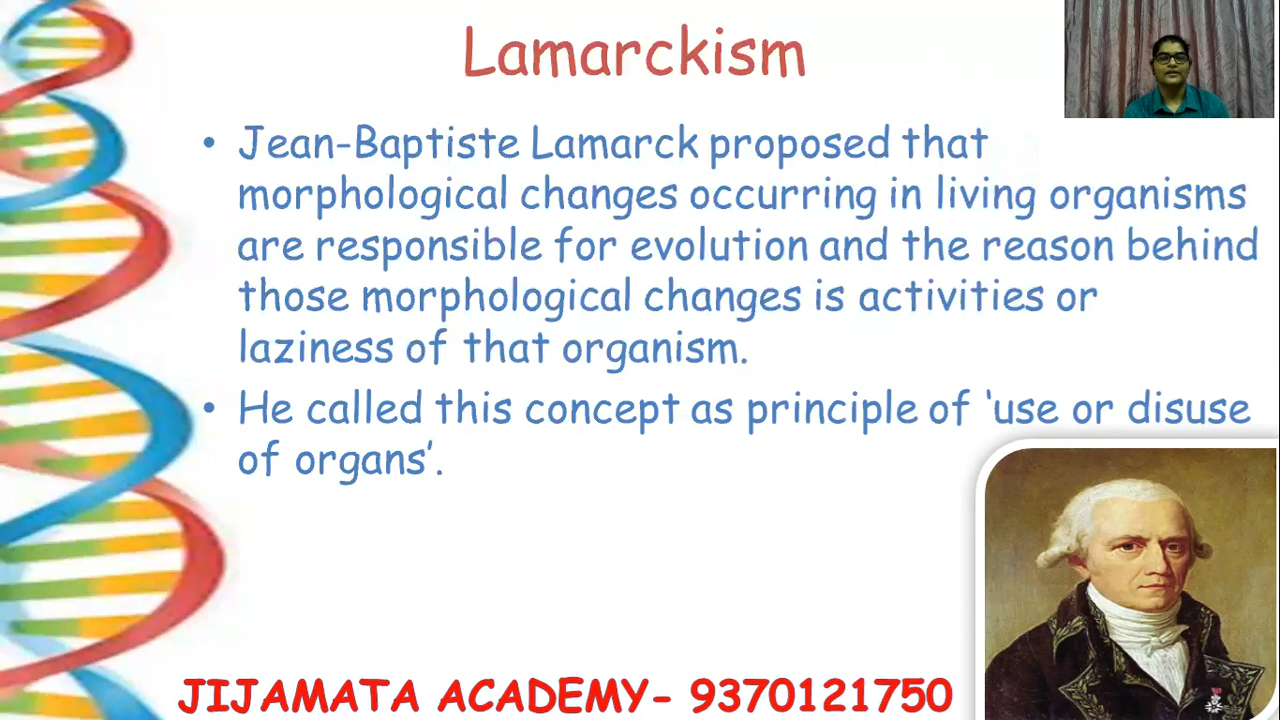 Lamarckism
• Jean-Baptiste Lamarck proposed that
morphological changes occurring in living organisms
are responsible for evolution and the reason behind
those morphological changes is activities or
laziness of that organism.
• He called this concept as principle of ‘use or disuse
of organs’.
JIJAMATA ACADEMY- 9370121750